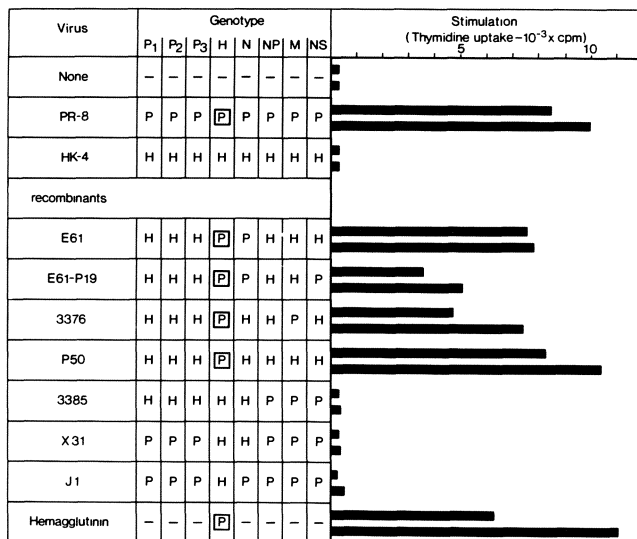 Virus Genotype Stimulation
(Thymidine uptake-10⁻³x cpm)
P₁ P₂ P₃ H N NP M NS 5 10
None – – – – – – – –
PR-8 P P P P P P P P
HK-4 H H H H H H H H
recombinants
E61 H H H P P H H H
E61-P19 H H H P P H H P
3376 H H H P H H P H
P50 H H H P H H H H
3385 H H H H H P P P
X31 P P P H H P P P
J1 P P P H P P P P
Hemagglutinin – – – P – – – –